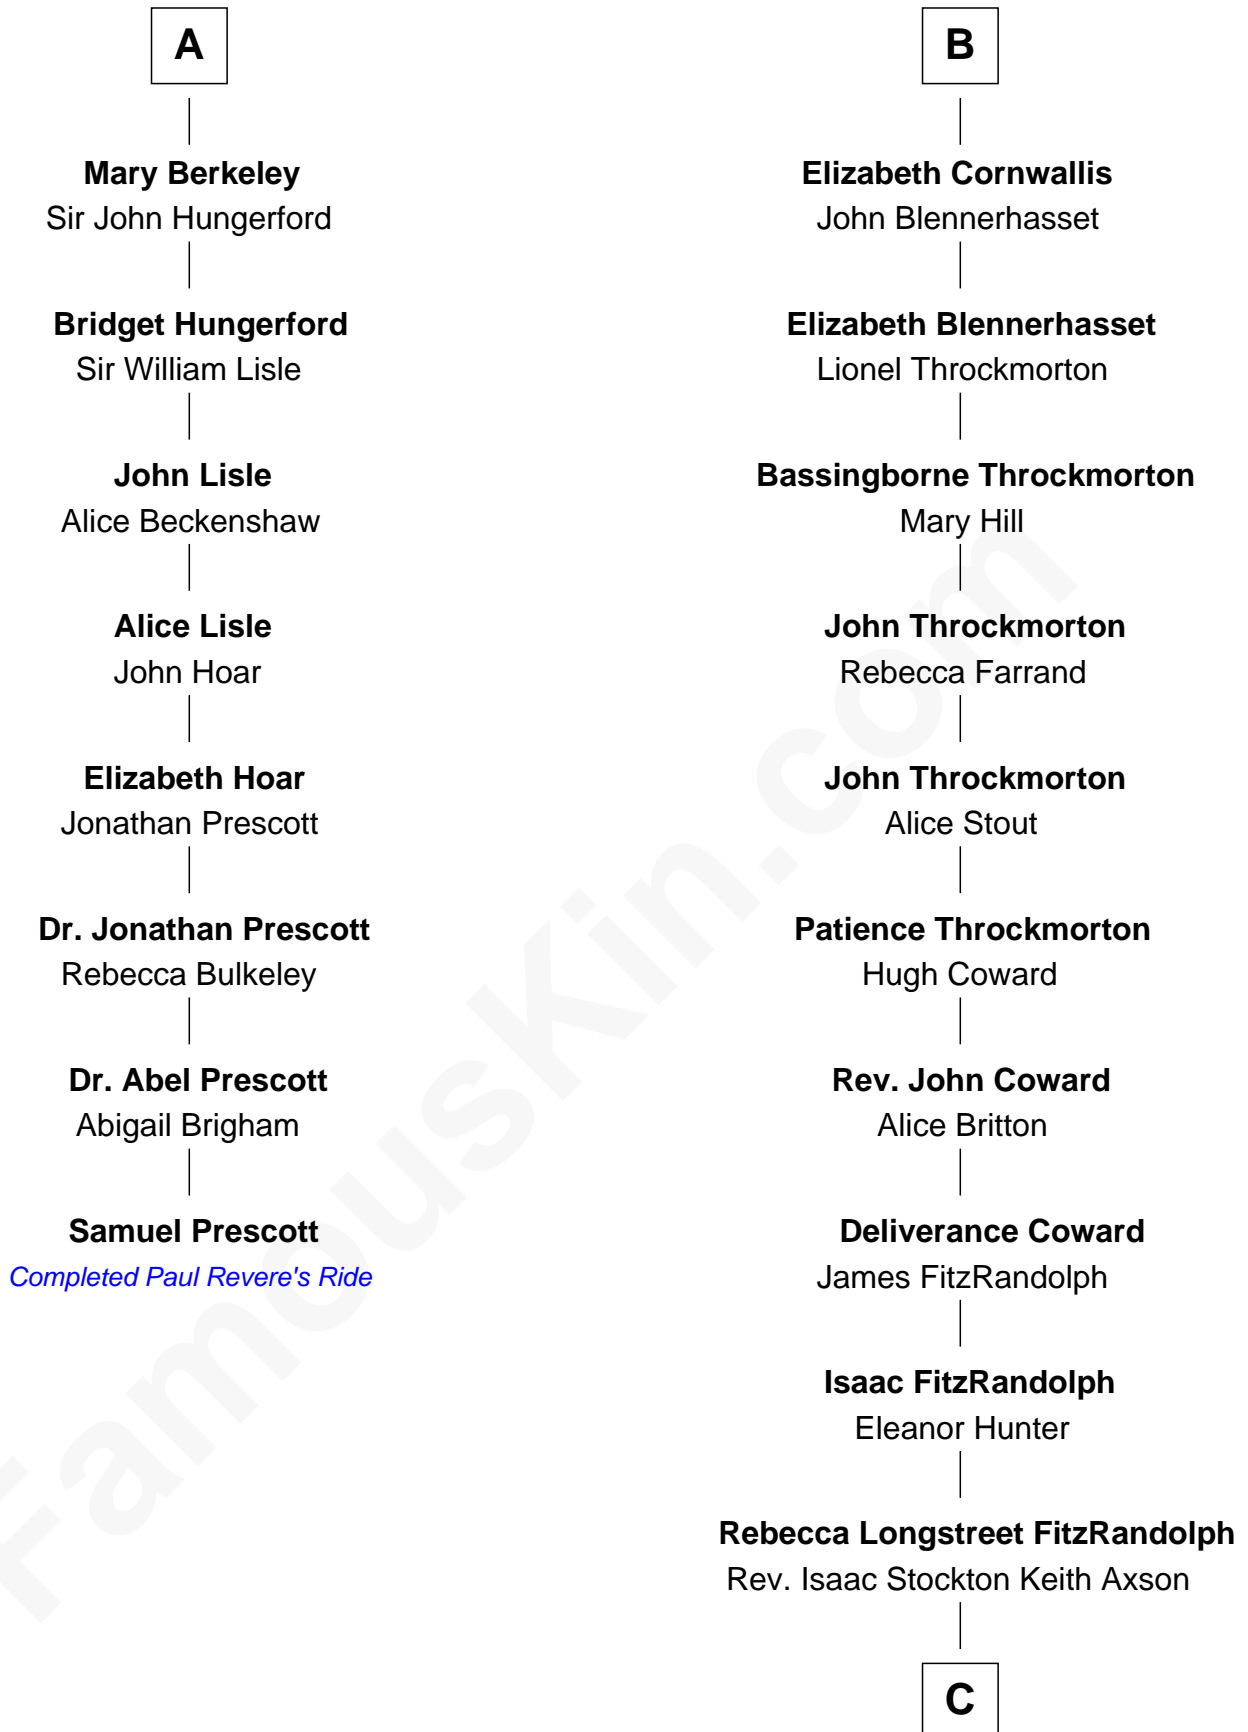 A
Mary Berkeley
Sir John Hungerford
Bridget Hungerford
Sir William Lisle
John Lisle
Alice Beckenshaw
Alice Lisle
John Hoar
Elizabeth Hoar
Jonathan Prescott
Dr. Jonathan Prescott
Rebecca Bulkeley
Dr. Abel Prescott
Abigail Brigham
Samuel Prescott
Completed Paul Revere's Ride
B
Elizabeth Cornwallis
John Blennerhasset
Elizabeth Blennerhasset
Lionel Throckmorton
Bassingborne Throckmorton
Mary Hill
John Throckmorton
Rebecca Farrand
John Throckmorton
Alice Stout
Patience Throckmorton
Hugh Coward
Rev. John Coward
Alice Britton
Deliverance Coward
James FitzRandolph
Isaac FitzRandolph
Eleanor Hunter
Rebecca Longstreet FitzRandolph
Rev. Isaac Stockton Keith Axson
C
FamousKin.com